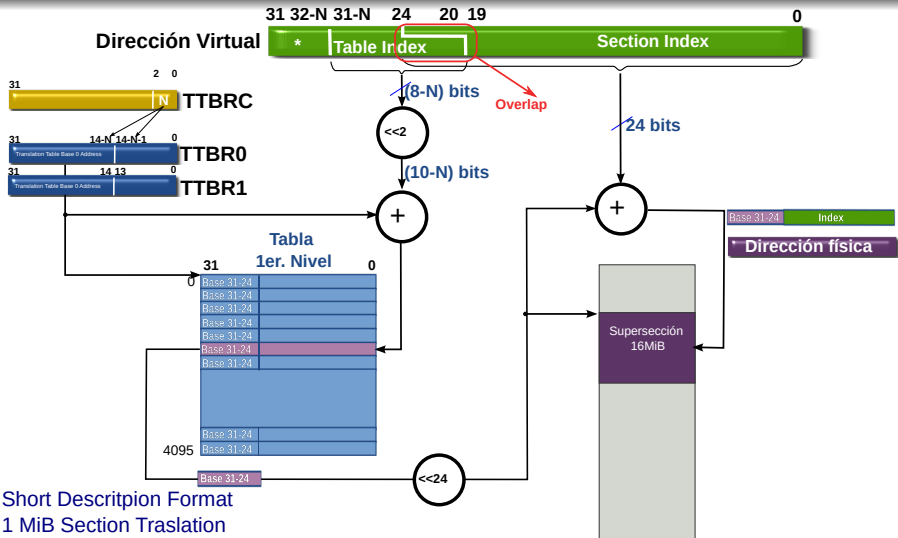 31 32-N 31-N 24 20 19 0
Dirección Virtual * Table Index Section Index
Overlap
(8-N) bits
24 bits
<<2
(10-N) bits
+
+
31 2 0
N TTBRC
31 14-N 14-N-1 0
Translation Table Base 0 Address TTBR0
31 14 13 0
Translation Table Base 0 Address TTBR1
Base 31-24 Index
Dirección física
Tabla
1er. Nivel
31 0
0 Base 31-24
Base 31-24
Base 31-24
Base 31-24
Base 31-24
Base 31-24
Base 31-24
Base 31-24
4095 Base 31-24
Supersección
16MiB
Base 31-24
<<24
Short Descritpion Format
1 MiB Section Traslation